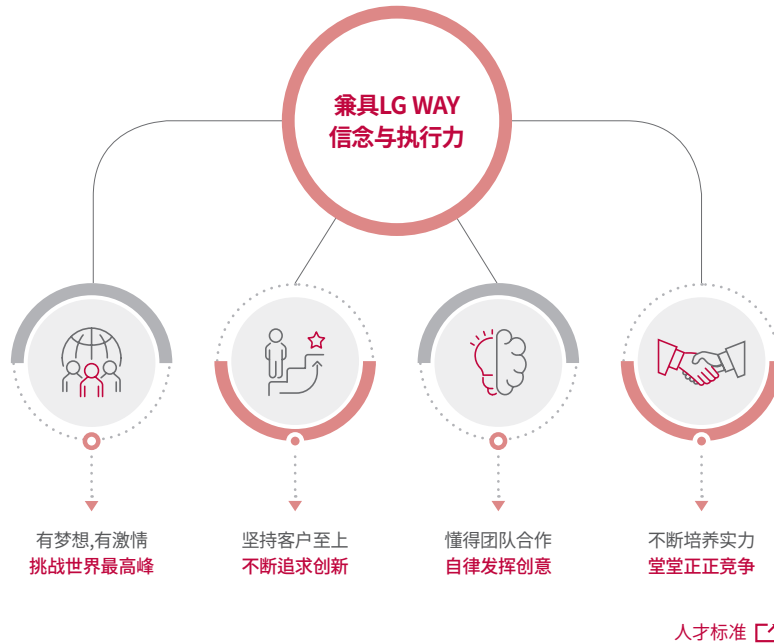 兼具LG WAY
信念与执行力
有梦想,有激情
挑战世界最高峰
坚持客户至上
不断追求创新
懂得团队合作
自律发挥创意
不断培养实力
堂堂正正竞争
人才标准